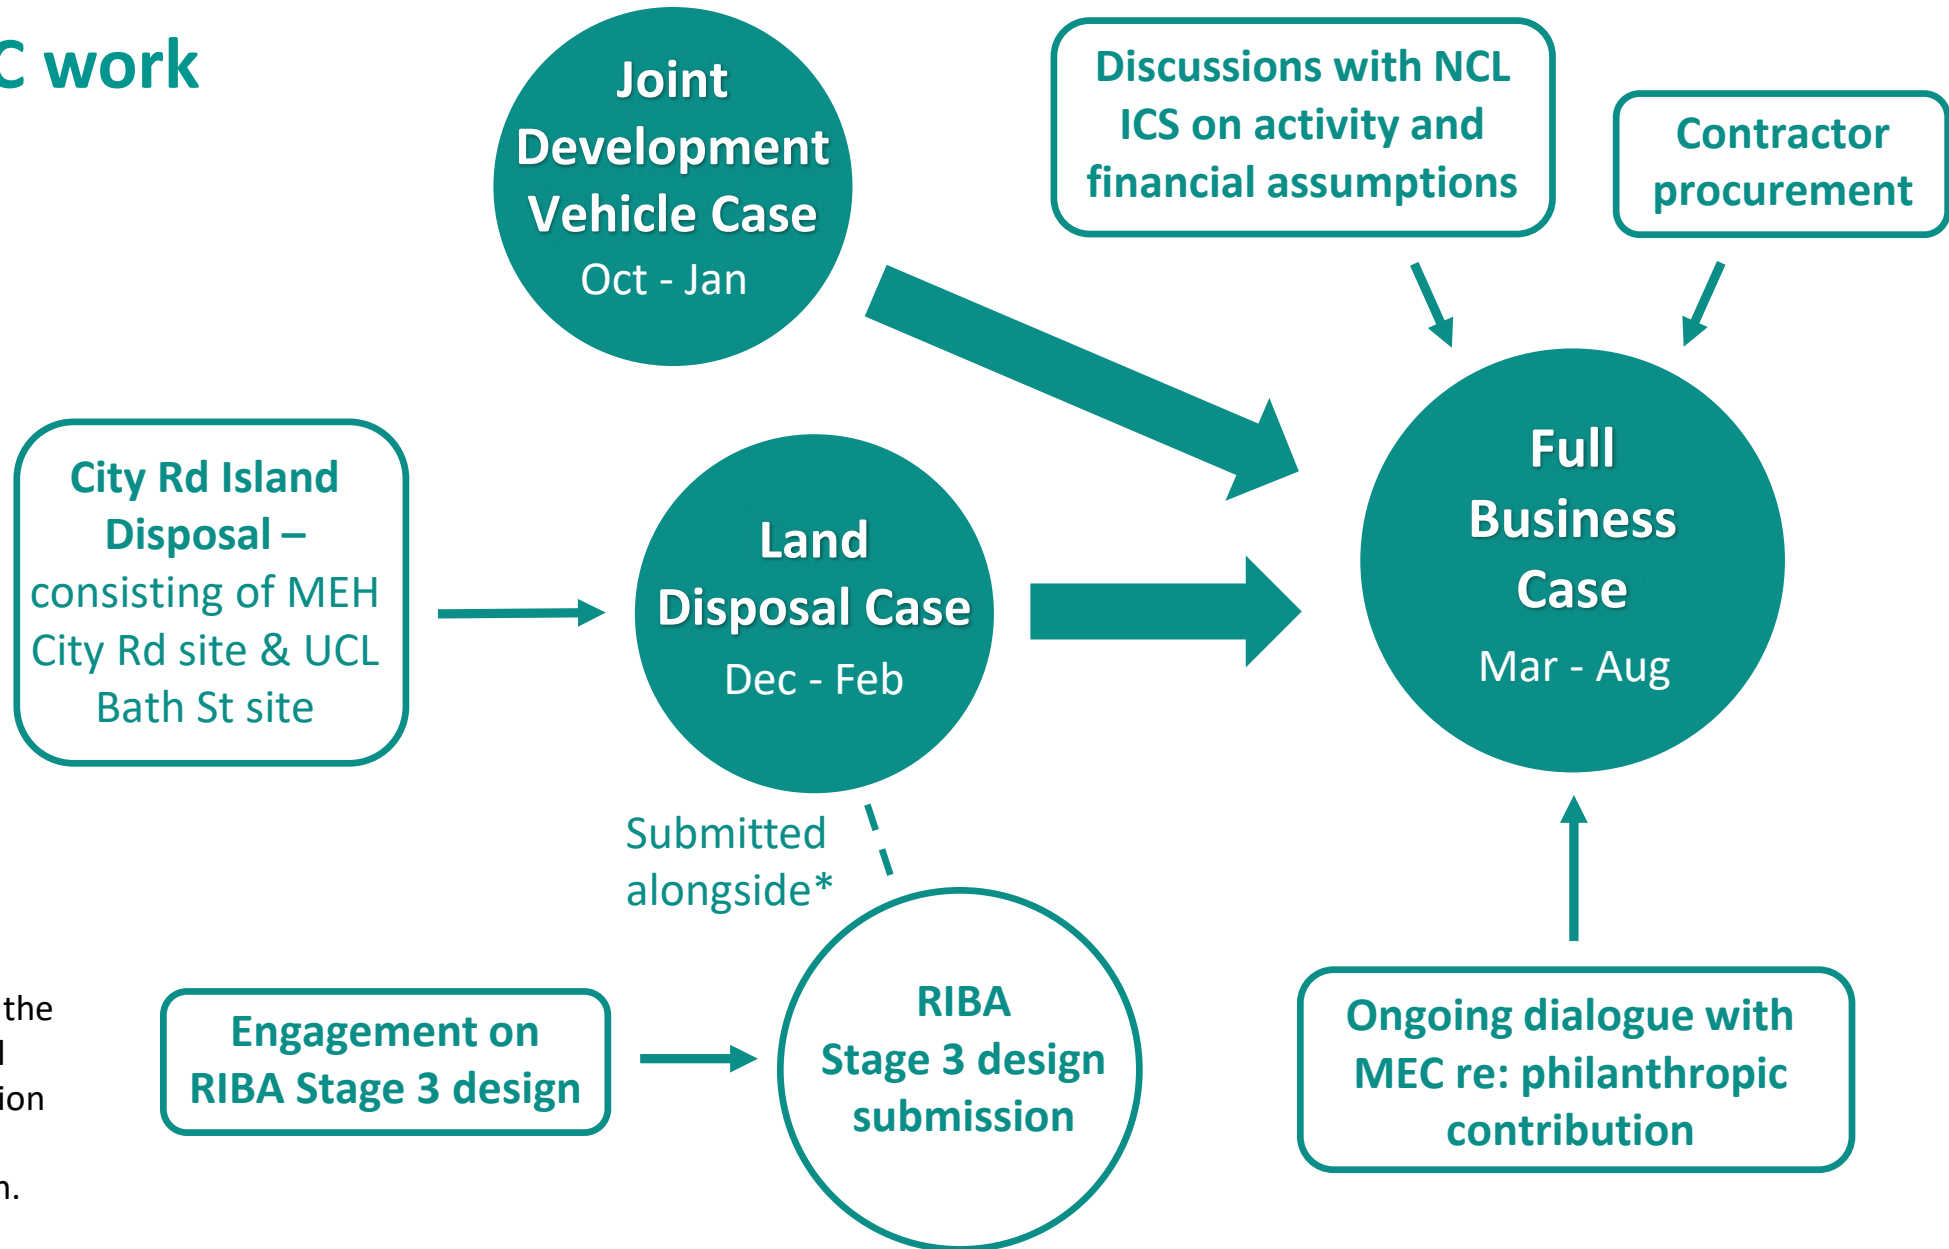 C work
Joint
Development
Vehicle Case
Oct - Jan
Discussions with NCL
ICS on activity and
financial assumptions
Contractor
procurement
City Rd Island
Disposal –
consisting of MEH
City Rd site & UCL
Bath St site
Land
Disposal Case
Dec - Feb
Full
Business
Case
Mar - Aug
Submitted
alongside*
the
Engagement on
RIBA Stage 3 design
RIBA
Stage 3 design
submission
Ongoing dialogue with
MEC re: philanthropic
contribution